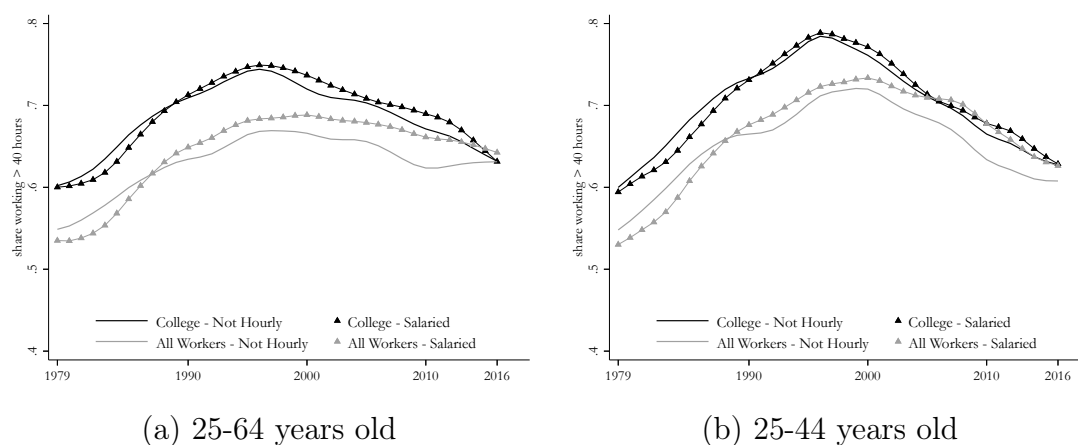 share working > 40 hours
.8
.7
.6
.5
.4
College - Not Hourly
College - Salaried
All Workers - Not Hourly
All Workers - Salaried
1979
1990
2000
2010
2016
(a) 25-64 years old
share working > 40 hours
.8
.7
.6
.5
.4
College - Not Hourly
College - Salaried
All Workers - Not Hourly
All Workers - Salaried
1979
1990
2000
2010
2016
(b) 25-44 years old